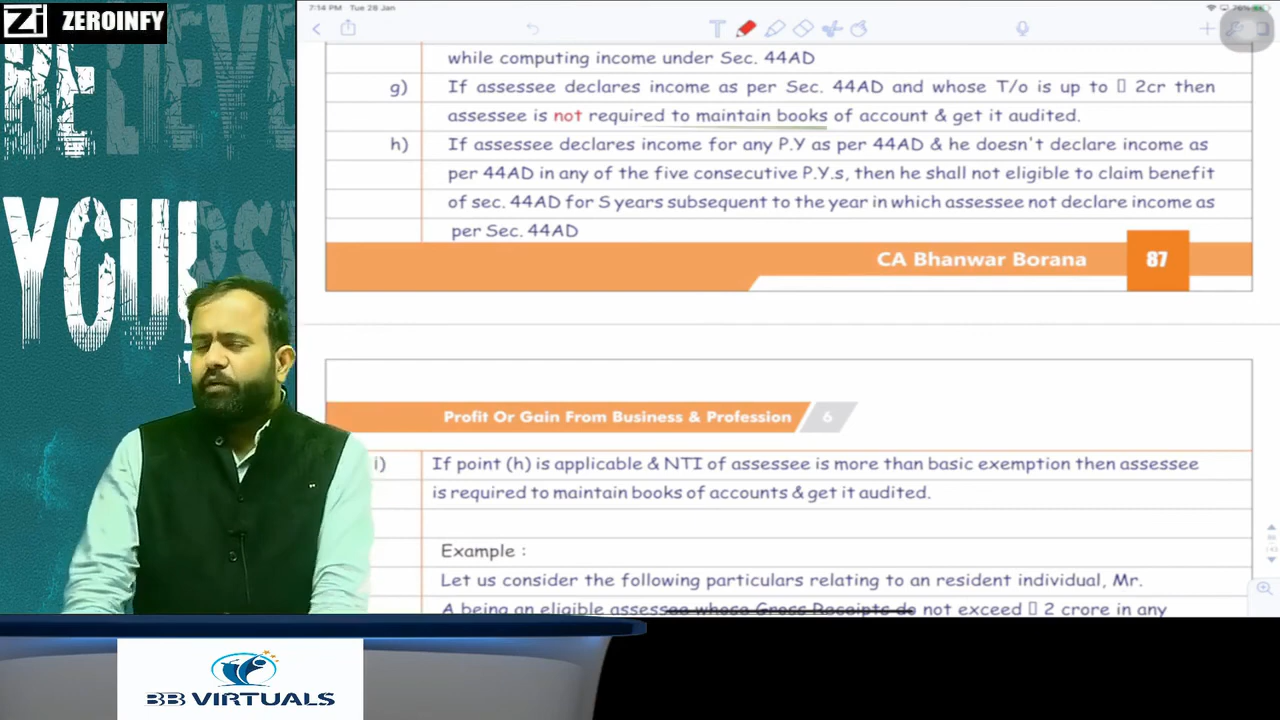 Zi ZEROINFY
7:14 PM Tue 28 Jan
BELIEVE
YOURS
while computing income under Sec. 44AD
g) If assessee declares income as per Sec. 44AD and whose T/o is up to ▯ 2cr then
assessee is not required to maintain books of account & get it audited.
h) If assessee declares income for any P.Y as per 44AD & he doesn't declare income as
per 44AD in any of the five consecutive P.Y.s, then he shall not eligible to claim benefit
of sec. 44AD for 5 years subsequent to the year in which assessee not declare income as
per Sec. 44AD
CA Bhanwar Borana 87
Profit Or Gain From Business & Profession 6
i) If point (h) is applicable & NTI of assessee is more than basic exemption then assessee
is required to maintain books of accounts & get it audited.
Example :
Let us consider the following particulars relating to an resident individual, Mr.
A being an eligible assessee whose Gross Receipts do not exceed ▯ 2 crore in any
BB VIRTUALS